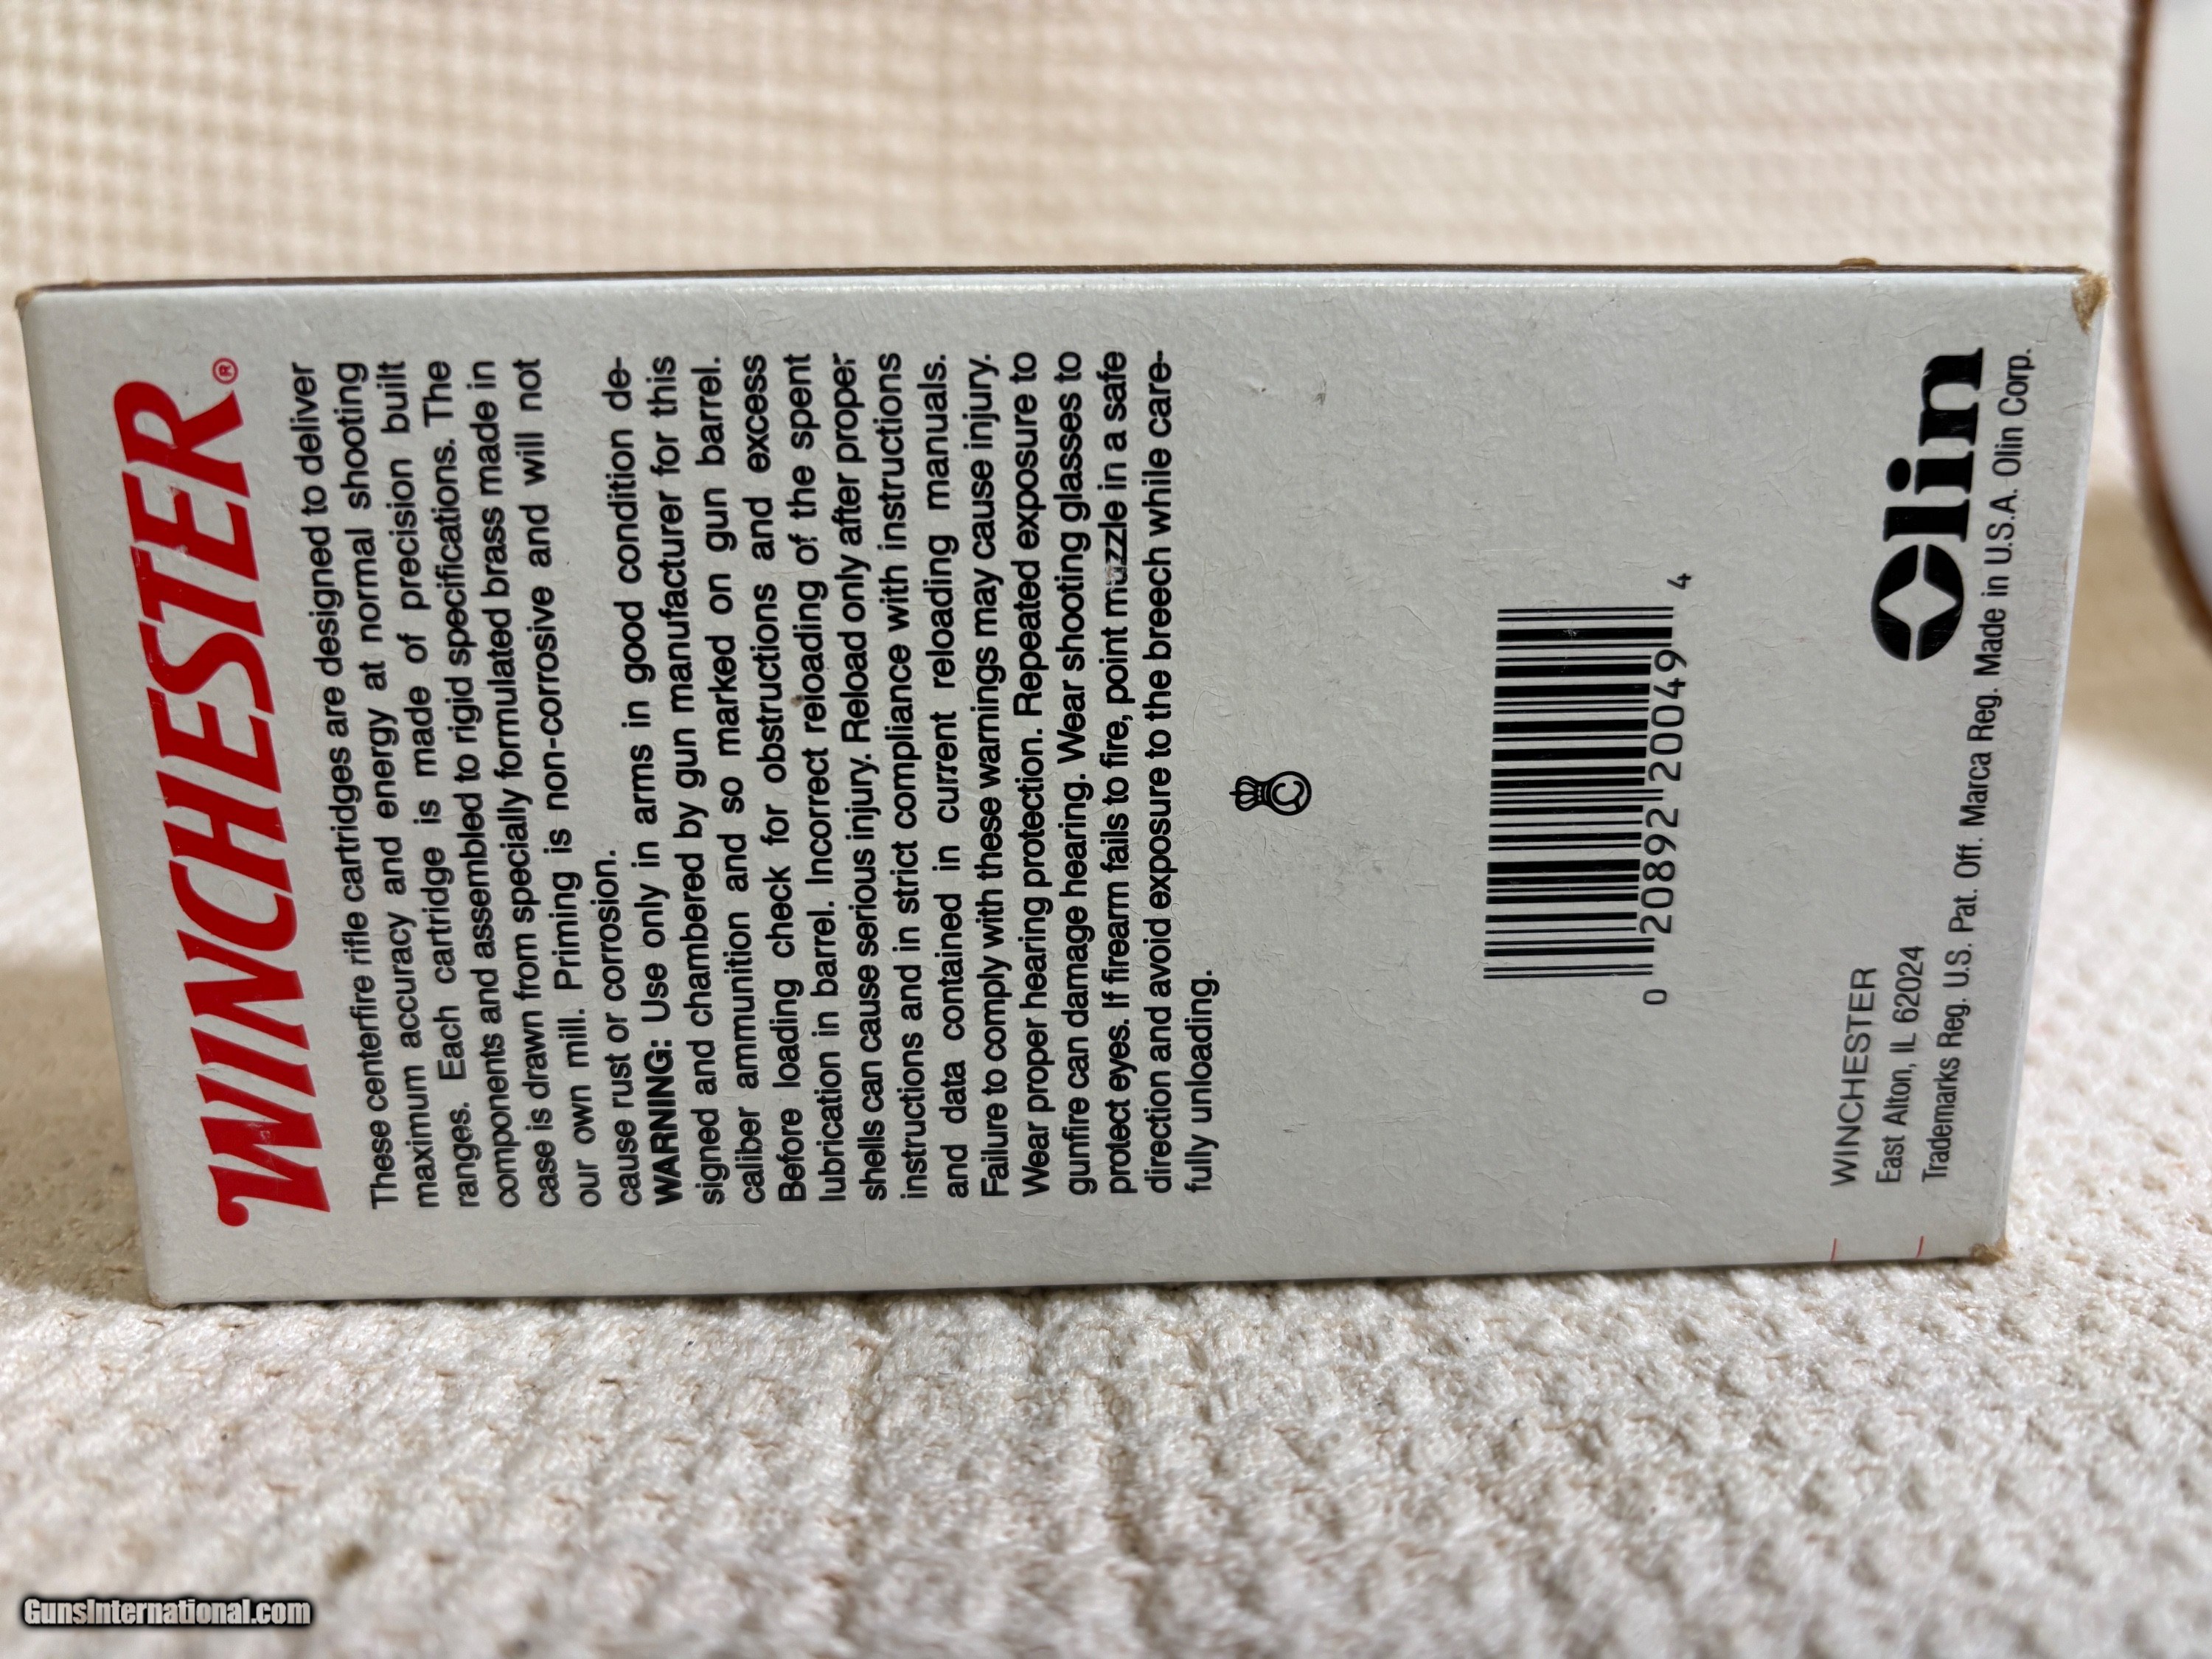 WINCHESTER®
These centerfire rifle cartridges are designed to deliver
maximum accuracy and energy at normal shooting
ranges. Each cartridge is made of precision built
components and assembled to rigid specifications. The
case is drawn from specially formulated brass made in
our own mill. Priming is non-corrosive and will not
cause rust or corrosion.
WARNING: Use only in arms in good condition de-
signed and chambered by gun manufacturer for this
caliber ammunition and so marked on gun barrel.
Before loading check for obstructions and excess
lubrication in barrel. Incorrect reloading of the spent
shells can cause serious injury. Reload only after proper
instructions and in strict compliance with instructions
and data contained in current reloading manuals.
Failure to comply with these warnings may cause injury.
Wear proper hearing protection. Repeated exposure to
gunfire can damage hearing. Wear shooting glasses to
protect eyes. If firearm fails to fire, point muzzle in a safe
direction and avoid exposure to the breech while care-
fully unloading.
0 20892 20049 4
WINCHESTER
East Alton, IL 62024
Olin
Trademarks Reg. U.S. Pat. Off. Marca Reg. Made in U.S.A. Olin Corp.
GunsInternational.com